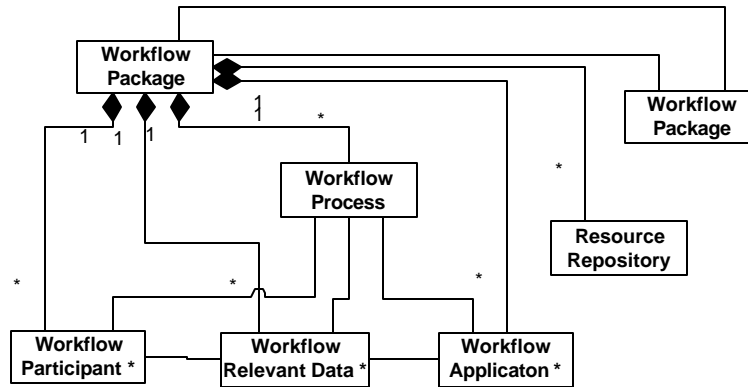 Workflow
Package
Workflow
Package
1
1
1
1
1
*
*
Workflow
Process
Resource
Repository
*
*
*
Workflow
Participant *
Workflow
Relevant Data *
Workflow
Applicaton *